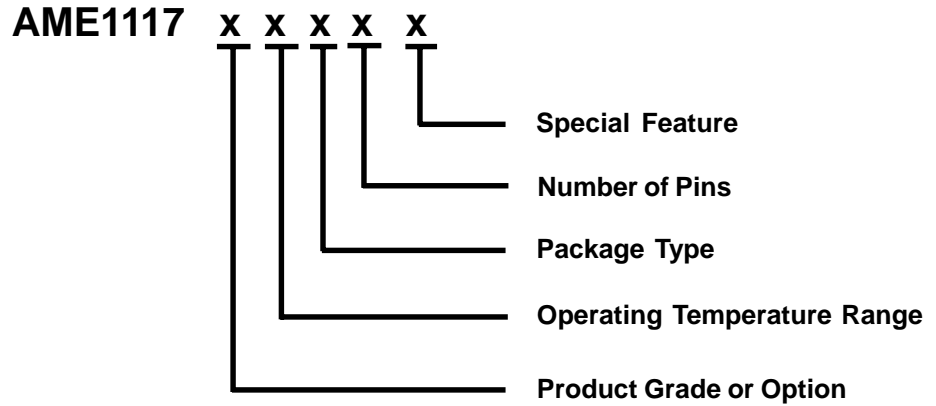 AME1117 x x x x x
Special Feature
Number of Pins
Package Type
Operating Temperature Range
Product Grade or Option